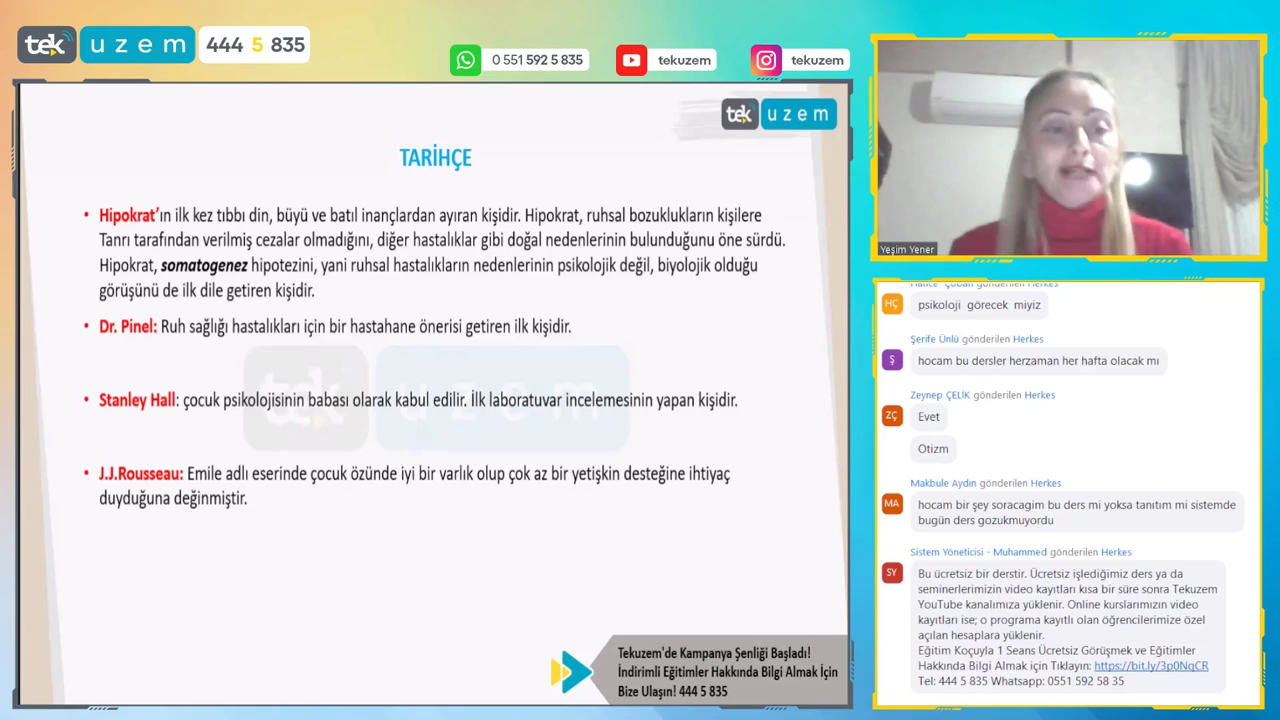 tek uzem 444 5 835
0 551 592 5 835
tekuzem
tekuzem
tek uzem
TARİHÇE
• Hipokrat’ın ilk kez tıbbı din, büyü ve batıl inançlardan ayıran kişidir. Hipokrat, ruhsal bozuklukların kişilere
Tanrı tarafından verilmiş cezalar olmadığını, diğer hastalıklar gibi doğal nedenlerinin bulunduğunu öne sürdü.
Hipokrat, somatogenez hipotezini, yani ruhsal hastalıkların nedenlerinin psikolojik değil, biyolojik olduğu
görüşünü de ilk dile getiren kişidir.
• Dr. Pinel: Ruh sağlığı hastalıkları için bir hastahane önerisi getiren ilk kişidir.
• Stanley Hall: çocuk psikolojisinin babası olarak kabul edilir. İlk laboratuvar incelemesinin yapan kişidir.
tek uzem
• J.J.Rousseau: Emile adlı eserinde çocuk özünde iyi bir varlık olup çok az bir yetişkin desteğine ihtiyaç
duyduğuna değinmiştir.
Tekuzem'de Kampanya Şenliği Başladı!
İndirimli Eğitimler Hakkında Bilgi Almak İçin
Bize Ulaşın! 444 5 835
Yeşim Yener
Hatice Çoban gönderilen Herkes
HÇ
psikoloji görecek miyiz
Şerife Ünlü gönderilen Herkes
Ş
hocam bu dersler herzaman her hafta olacak mı
Zeynep ÇELİK gönderilen Herkes
ZÇ
Evet
Otizm
Makbule Aydın gönderilen Herkes
MA
hocam bir şey soracagim bu ders mi yoksa tanıtım mi sistemde
bugün ders gozukmuyordu
Sistem Yöneticisi - Muhammed gönderilen Herkes
SY
Bu ücretsiz bir derstir. Ücretsiz işlediğimiz ders ya da
seminerlerimizin video kayıtları kısa bir süre sonra Tekuzem
YouTube kanalımıza yüklenir. Online kurslarımızın video
kayıtları ise; o programa kayıtlı olan öğrencilerimize özel
açılan hesaplara yüklenir.
Eğitim Koçuyla 1 Seans Ücretsiz Görüşmek ve Eğitimler
Hakkında Bilgi Almak için Tıklayın: https://bit.ly/3p0NqCR
Tel: 444 5 835 Whatsapp: 0551 592 58 35